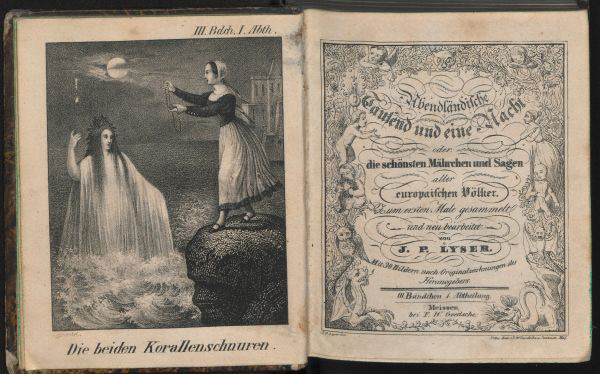 III. Bdch. I. Abth.
Die beiden Korallenschnuren.
Abendländische
Tausend und eine Nacht
oder
die schönsten Mährchen und Sagen
aller
europäischen Völker.
Zum ersten Male gesammelt
und neu bearbeitet
von
J. P. LYSER.
Mit 30 Bildern nach Originalzeichnungen des
Herausgebers.
III. Bändchen I. Abtheilung.
Meissen,
bei F. W. Goedsche.